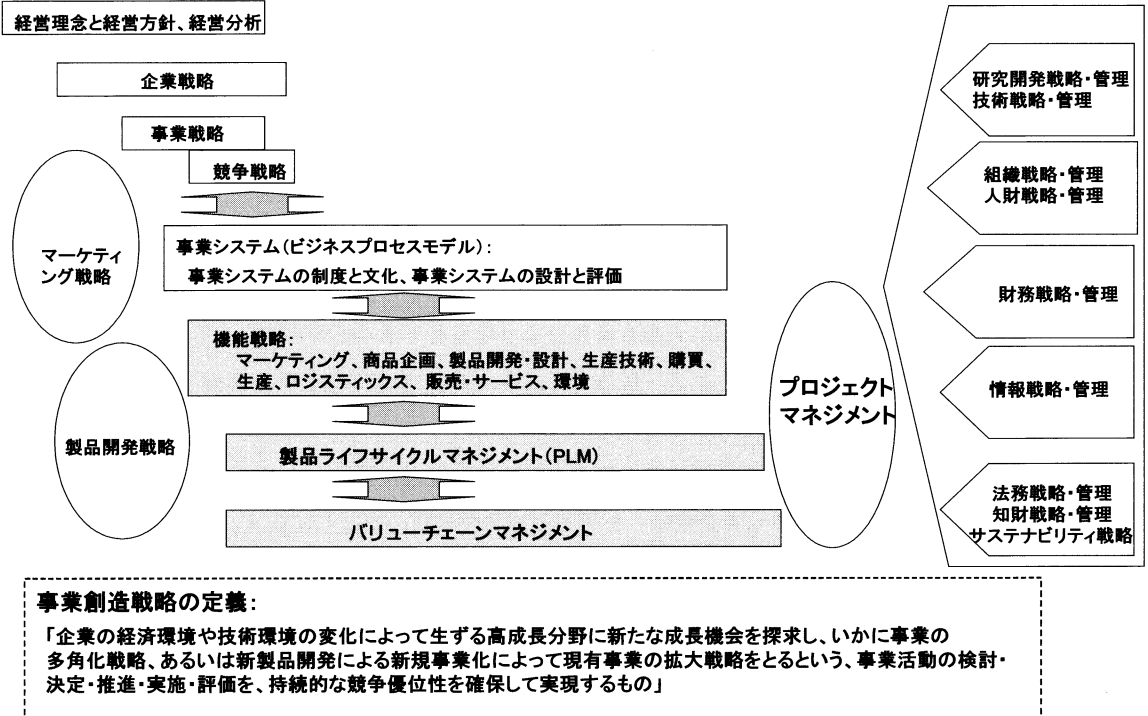 経営理念と経営方針、経営分析
企業戦略
事業戦略
競争戦略
マーケティ
ング戦略
事業システム(ビジネスプロセスモデル):
事業システムの制度と文化、事業システムの設計と評価
機能戦略:
マーケティング、商品企画、製品開発・設計、生産技術、購買、
生産、ロジスティックス、販売・サービス、環境
製品開発戦略
製品ライフサイクルマネジメント(PLM)
バリューチェーンマネジメント
プロジェクト
マネジメント
研究開発戦略・管理
技術戦略・管理
組織戦略・管理
人財戦略・管理
財務戦略・管理
情報戦略・管理
法務戦略・管理
知財戦略・管理
サステナビリティ戦略
事業創造戦略の定義:
「企業の経済環境や技術環境の変化によって生ずる高成長分野に新たな成長機会を探求し、いかに事業の
多角化戦略、あるいは新製品開発による新規事業化によって現有事業の拡大戦略をとるという、事業活動の検討・
決定・推進・実施・評価を、持続的な競争優位性を確保して実現するもの」